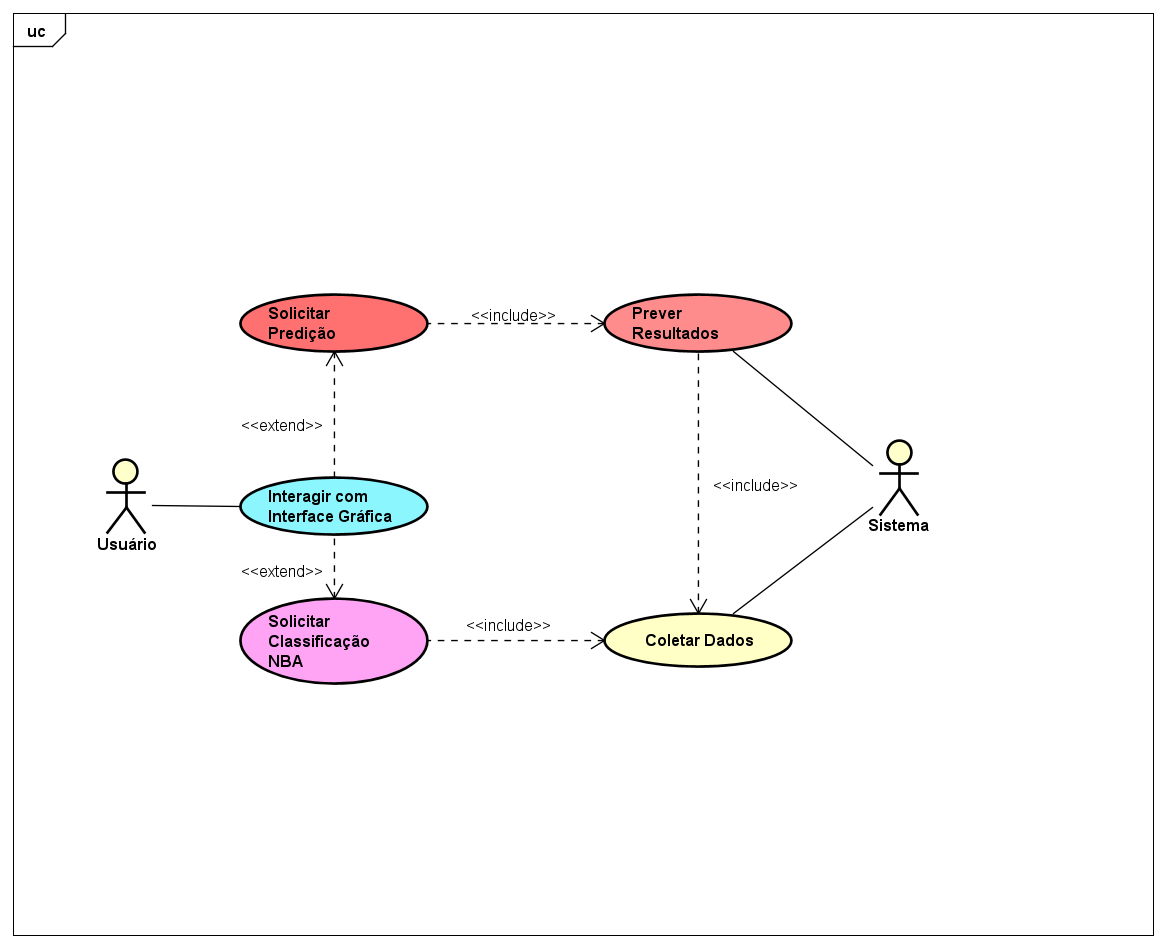 uc
Solicitar
Predição
<<include>>
Prever
Resultados
<<extend>>
Usuário
Interagir com
Interface Gráfica
<<include>>
Sistema
<<extend>>
Solicitar
Classificação
NBA
<<include>>
Coletar Dados